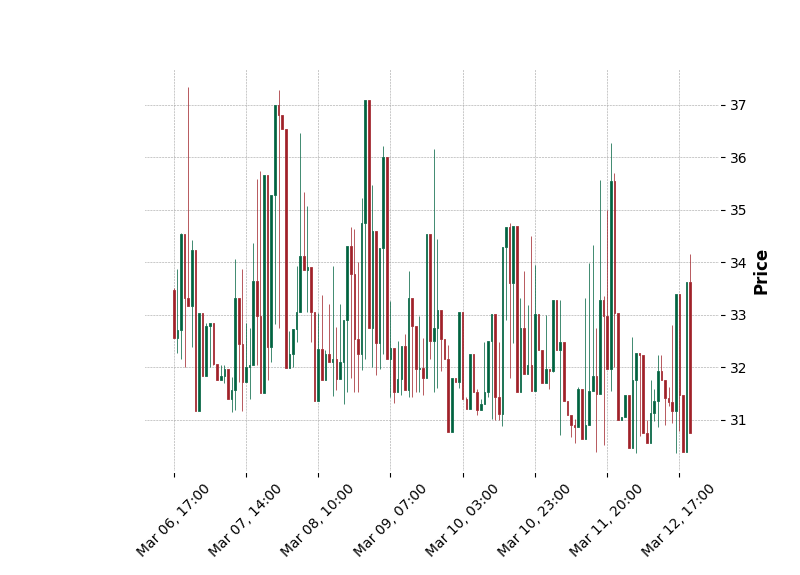 37
36
35
34
33
32
31
Price
Mar 06, 17:00
Mar 07, 14:00
Mar 08, 10:00
Mar 09, 07:00
Mar 10, 03:00
Mar 10, 23:00
Mar 11, 20:00
Mar 12, 17:00